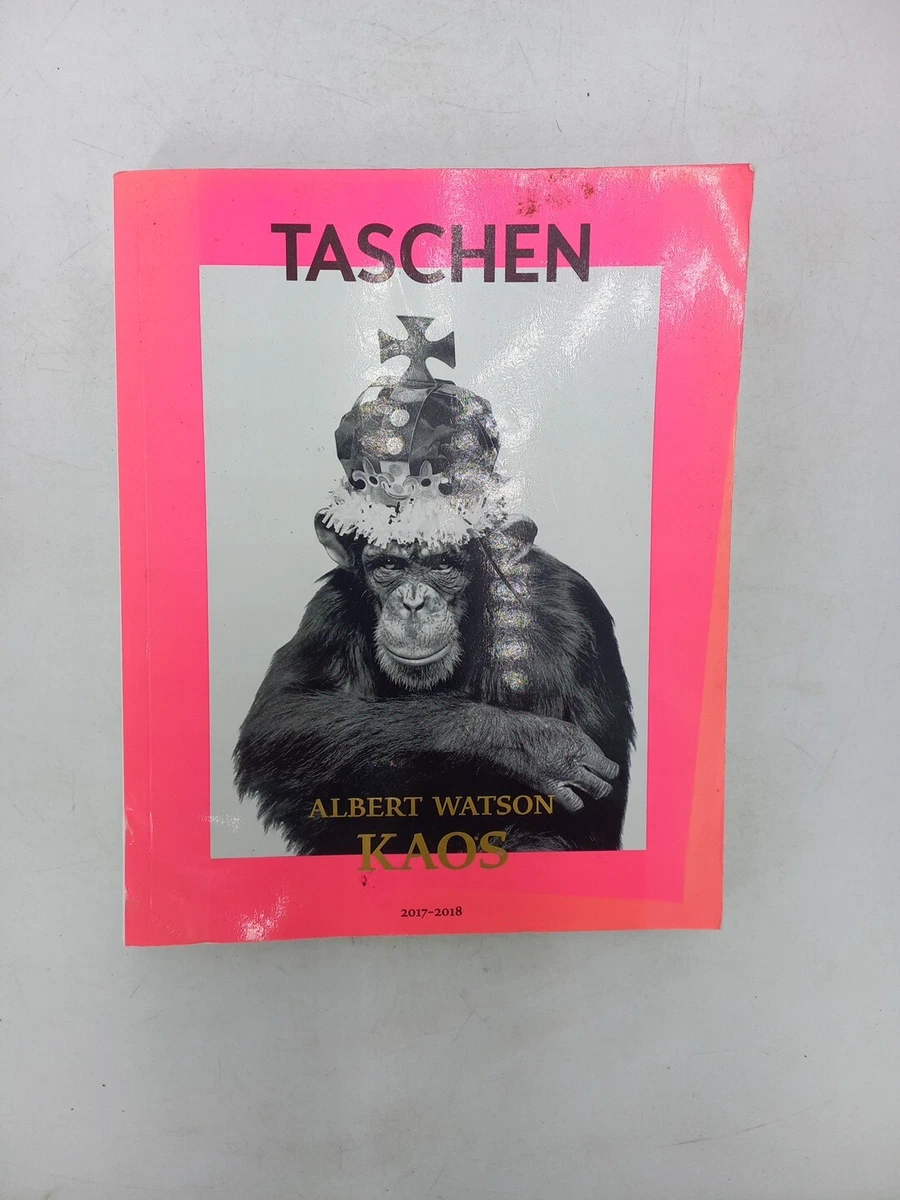 TASCHEN
ALBERT WATSON
KAOS
2017–2018